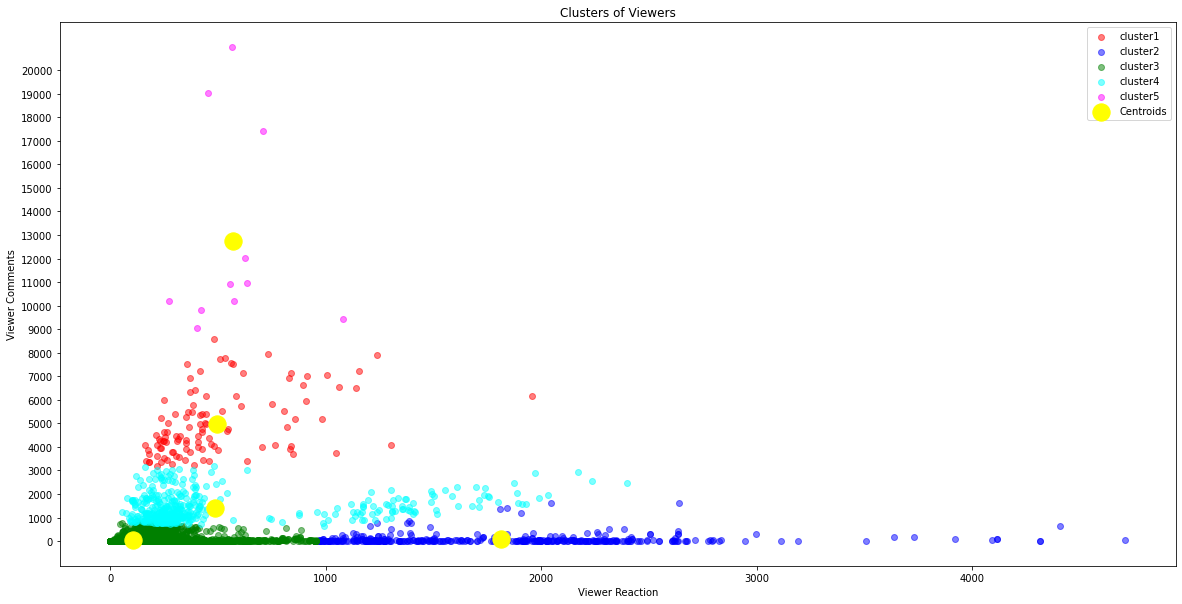 Clusters of Viewers
cluster1
cluster2
cluster3
cluster4
cluster5
Centroids
20000
19000
18000
17000
16000
15000
14000
13000
12000
11000
10000
9000
8000
7000
6000
5000
4000
3000
2000
1000
0
Viewer Comments
0 1000 2000 3000 4000
Viewer Reaction